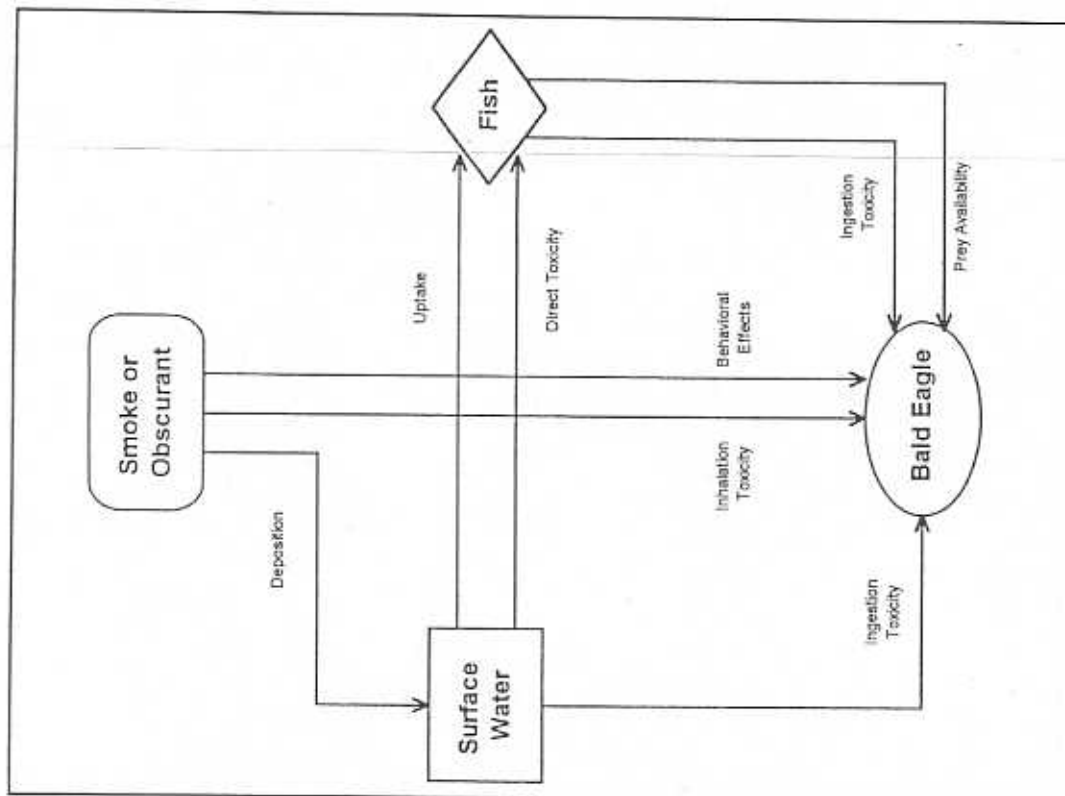 Smoke or
Obscurant
Deposition
Surface
Water
Uptake
Direct Toxicity
Fish
Inhalation
Toxicity
Behavioral
Effects
Ingestion
Toxicity
Prey Availability
Ingestion
Toxicity
Bald Eagle